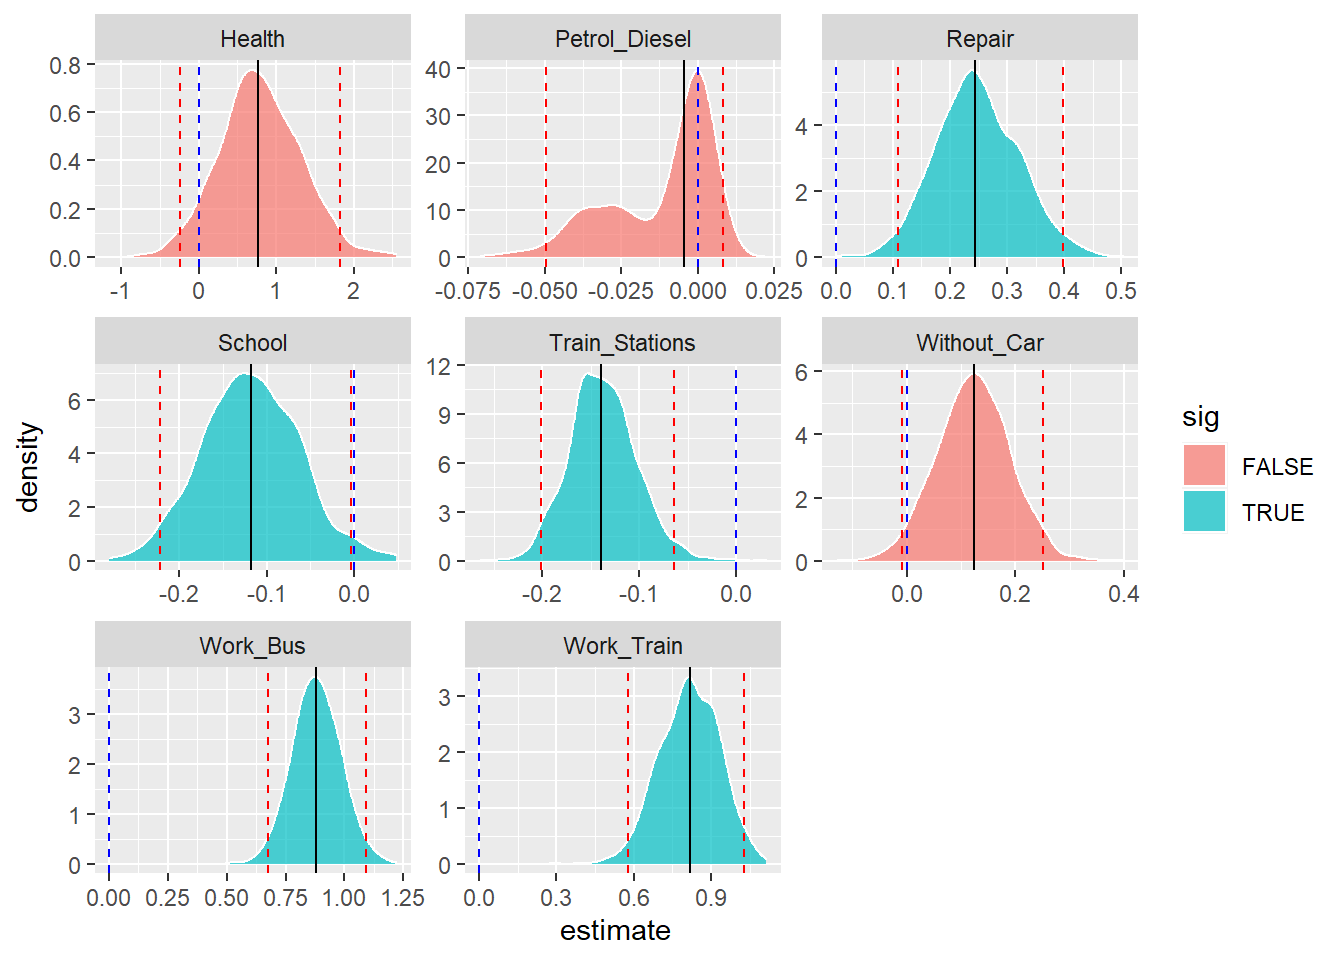 Health
Petrol_Diesel
Repair
0.8
0.6
0.4
0.2
0.0
-1 0 1 2
40
30
20
10
0
-0.075 -0.050 -0.025 0.000 0.025
4
2
0
0.0 0.1 0.2 0.3 0.4 0.5
School
Train_Stations
Without_Car
6
4
2
0
-0.2 -0.1 0.0
12
9
6
3
0
-0.2 -0.1 0.0
6
4
2
0
0.0 0.2 0.4
Work_Bus
Work_Train
3
2
1
0
0.00 0.25 0.50 0.75 1.00 1.25
3
2
1
0
0.0 0.3 0.6 0.9
density
estimate
sig
FALSE
TRUE